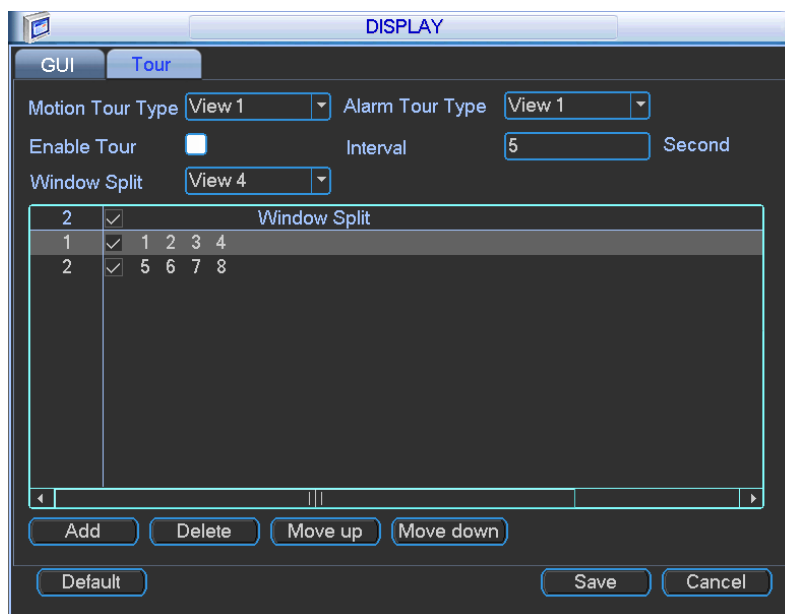 DISPLAY
GUI Tour
Motion Tour Type View 1 Alarm Tour Type View 1
Enable Tour Interval 5 Second
Window Split View 4
2 Window Split
1 1 2 3 4
2 5 6 7 8
Add Delete Move up Move down
Default Save Cancel